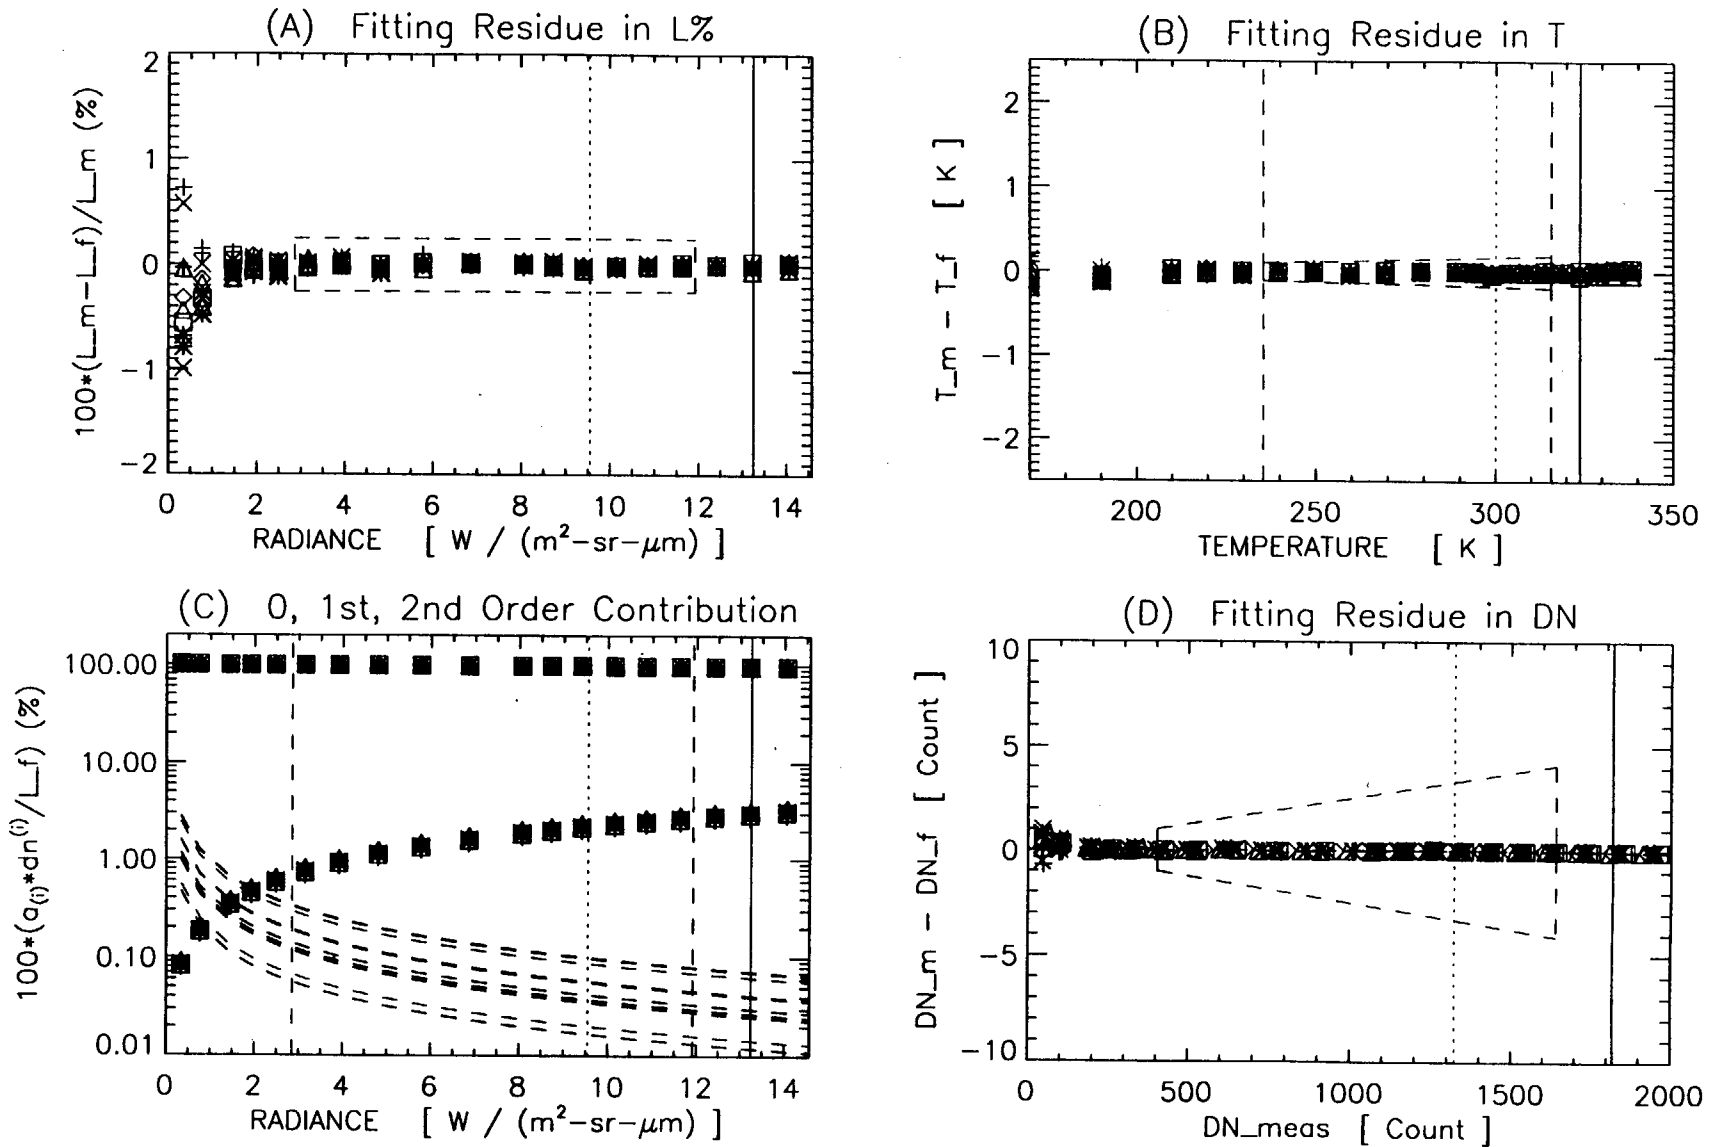 (A) Fitting Residue in L%
100*(L_m-L_f)/L_m (%)
2
1
0
-1
-2
0 2 4 6 8 10 12 14
RADIANCE [ W / (m²-sr-μm) ]
(B) Fitting Residue in T
T_m - T_f [ K ]
2
1
0
-1
-2
200 250 300 350
TEMPERATURE [ K ]
(C) 0, 1st, 2nd Order Contribution
100*(a(i)*dn(i)/L_f) (%)
100.00
10.00
1.00
0.10
0.01
0 2 4 6 8 10 12 14
RADIANCE [ W / (m²-sr-μm) ]
(D) Fitting Residue in DN
DN_m - DN_f [ Count ]
10
5
0
-5
-10
0 500 1000 1500 2000
DN_meas [ Count ]